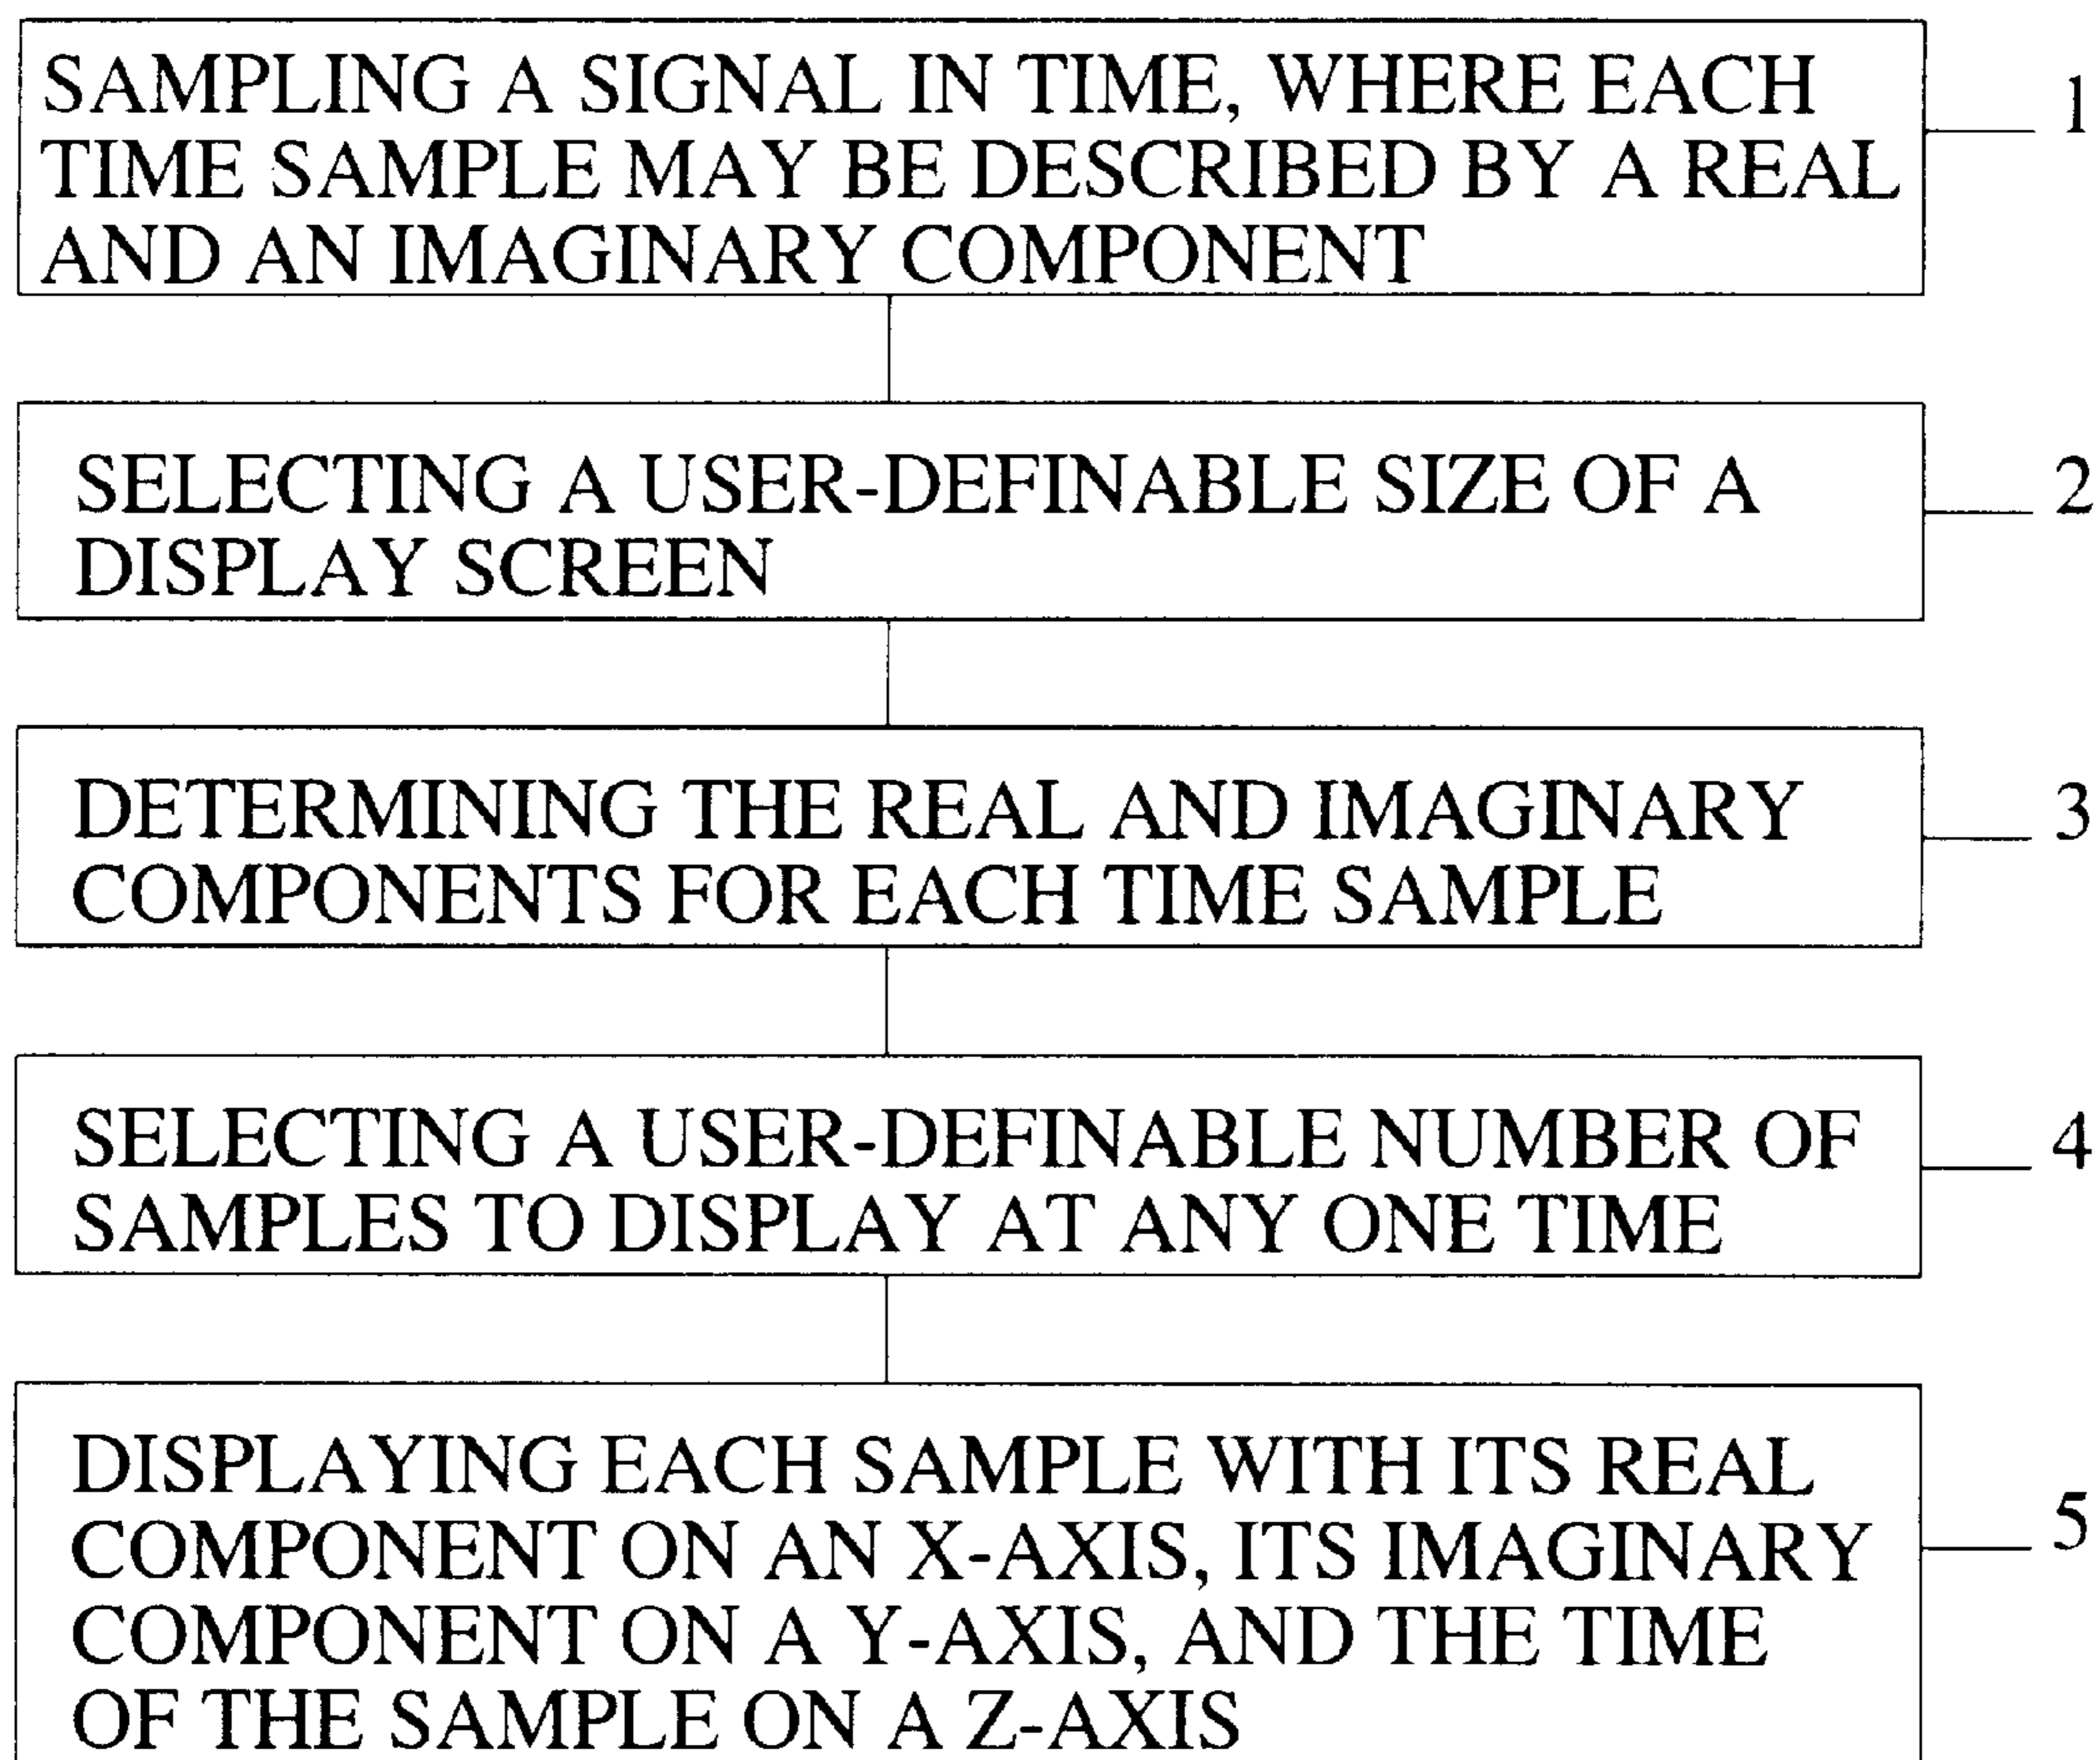 SAMPLING A SIGNAL IN TIME, WHERE EACH
TIME SAMPLE MAY BE DESCRIBED BY A REAL
AND AN IMAGINARY COMPONENT
1
SELECTING A USER-DEFINABLE SIZE OF A
DISPLAY SCREEN
2
DETERMINING THE REAL AND IMAGINARY
COMPONENTS FOR EACH TIME SAMPLE
3
SELECTING A USER-DEFINABLE NUMBER OF
SAMPLES TO DISPLAY AT ANY ONE TIME
4
DISPLAYING EACH SAMPLE WITH ITS REAL
COMPONENT ON AN X-AXIS, ITS IMAGINARY
COMPONENT ON A Y-AXIS, AND THE TIME
OF THE SAMPLE ON A Z-AXIS
5